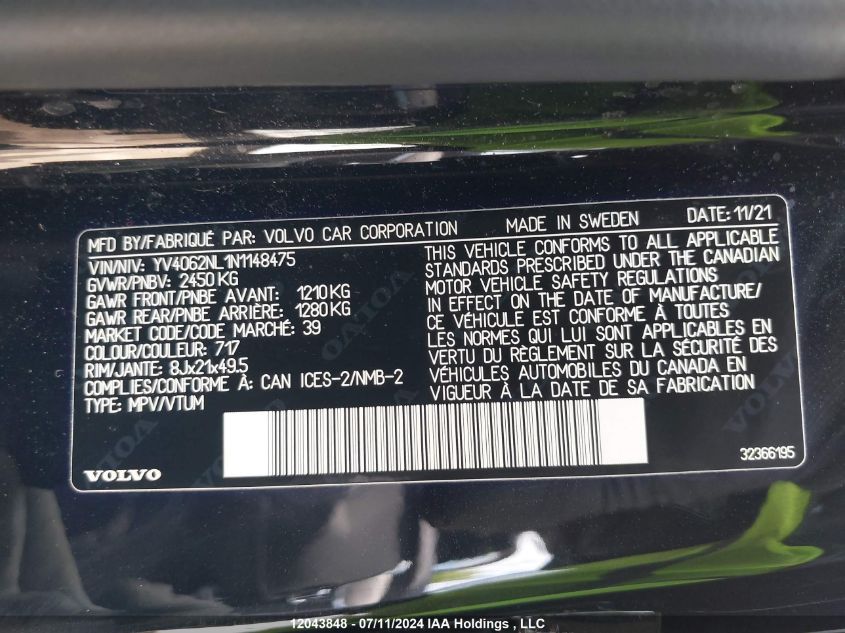 MFD BY/FABRIQUÉ PAR: VOLVO CAR CORPORATION MADE IN SWEDEN DATE: 11/21
VIN/NIV: YV4062NL1N1148475
GVWR/PNBV: 2450 KG
GAWR FRONT/PNBE AVANT: 1210 KG
GAWR REAR/PNBE ARRIÈRE: 1280 KG
MARKET CODE/CODE MARCHÉ: 39
COLOUR/COULEUR: 717
RIM/JANTE: 8Jx21x49.5
COMPLIES/CONFORME À: CAN ICES-2/NMB-2
TYPE: MPV/VTUM
THIS VEHICLE CONFORMS TO ALL APPLICABLE
STANDARDS PRESCRIBED UNDER THE CANADIAN
MOTOR VEHICLE SAFETY REGULATIONS
IN EFFECT ON THE DATE OF MANUFACTURE/
CE VÉHICULE EST CONFORME À TOUTES
LES NORMES QUI LUI SONT APPLICABLES EN
VERTU DU RÈGLEMENT SUR LA SÉCURITÉ DES
VÉHICULES AUTOMOBILES DU CANADA EN
VIGUEUR À LA DATE DE SA FABRICATION
VOLVO
32366195
12043848 - 07/11/2024 IAA Holdings , LLC